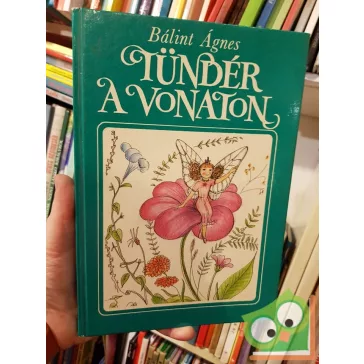 Bálint Ágnes
TÜNDÉR
A VONATON